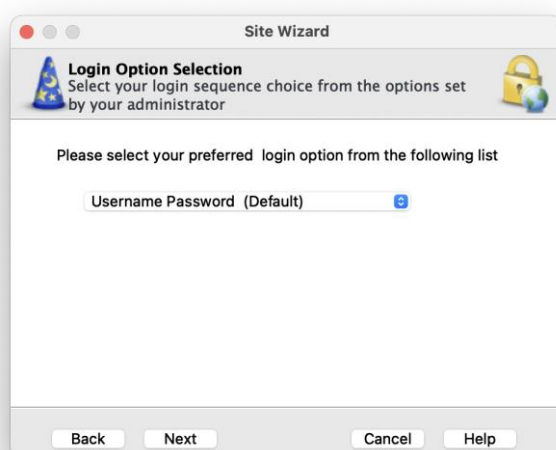 Site Wizard
Login Option Selection
Select your login sequence choice from the options set
by your administrator
Please select your preferred login option from the following list
Username Password (Default)
Back Next Cancel Help